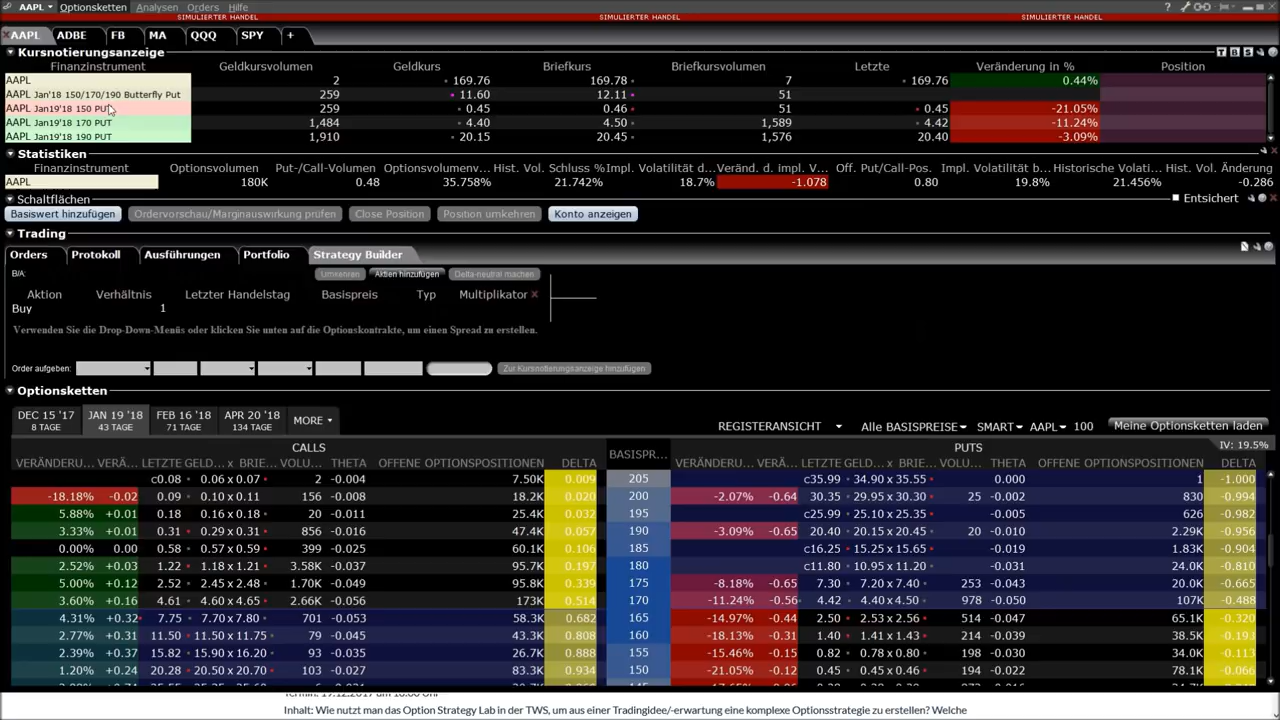 AAPL Optionsketten Analysen Orders Hilfe
SIMULIERTER HANDEL SIMULIERTER HANDEL SIMULIERTER HANDEL
AAPL ADBE FB MA QQQ SPY +
Kursnotierungsanzeige T B S
Finanzinstrument Geldkursvolumen Geldkurs Briefkurs Briefkursvolumen Letzte Veränderung in % Position
AAPL 2 169.76 169.78 7 169.76 0.44%
AAPL Jan'18 150/170/190 Butterfly Put 259 11.60 12.11 51
AAPL Jan19'18 150 PUT 259 0.45 0.46 51 0.45 -21.05%
AAPL Jan19'18 170 PUT 1,484 4.40 4.50 1,589 4.42 -11.24%
AAPL Jan19'18 190 PUT 1,910 20.15 20.45 1,576 20.40 -3.09%
Statistiken
Finanzinstrument Optionsvolumen Put-/Call-Volumen Optionsvolumenv... Hist. Vol. Schluss % Impl. Volatilität d... Veränd. d. impl. V... Off. Put/Call-Pos. Impl. Volatilität b... Historische Volati... Hist. Vol. Änderung
AAPL 180K 0.48 35.758% 21.742% 18.7% -1.078 0.80 19.8% 21.456% -0.286
Schaltflächen Entsichert
Basiswert hinzufügen Ordervorschau/Marginauswirkung prüfen Close Position Position umkehren Konto anzeigen
Trading
Orders Protokoll Ausführungen Portfolio Strategy Builder
B/A: Umkehren Aktien hinzufügen Delta-neutral machen
Aktion Verhältnis Letzter Handelstag Basispreis Typ Multiplikator
Buy 1
Verwenden Sie die Drop-Down-Menüs oder klicken Sie unten auf die Optionskontrakte, um einen Spread zu erstellen.
Order aufgeben: Zur Kursnotierungsanzeige hinzufügen
Optionsketten
DEC 15 '17 JAN 19 '18 FEB 16 '18 APR 20 '18 MORE
8 TAGE 43 TAGE 71 TAGE 134 TAGE
REGISTERANSICHT Alle BASISPREISE SMART AAPL 100 Meine Optionsketten laden
CALLS PUTS IV: 19.5%
VERÄNDERU... VERÄ... LETZTE GELD... x BRIE... VOLU... THETA OFFENE OPTIONSPOSITIONEN DELTA BASISPR... VERÄNDERU... VERÄ... LETZTE GELD... x BRIE... VOLU... THETA OFFENE OPTIONSPOSITIONEN DELTA
c0.08 0.06 x 0.07 2 -0.004 7.50K 0.009 205 c35.99 34.90 x 35.55 0.000 1 -1.000
-18.18% -0.02 0.09 0.10 x 0.11 156 -0.008 18.2K 0.020 200 -2.07% -0.64 30.35 29.95 x 30.30 25 -0.002 830 -0.994
5.88% +0.01 0.18 0.16 x 0.18 20 -0.011 25.4K 0.032 195 c25.99 25.10 x 25.35 -0.005 626 -0.982
3.33% +0.01 0.31 0.29 x 0.31 856 -0.016 47.4K 0.057 190 -3.09% -0.65 20.40 20.15 x 20.45 20 -0.010 2.29K -0.956
0.00% 0.00 0.58 0.57 x 0.59 399 -0.025 60.1K 0.106 185 c16.25 15.25 x 15.65 -0.019 1.83K -0.904
2.52% +0.03 1.22 1.18 x 1.21 3.58K -0.037 95.7K 0.197 180 c11.80 10.95 x 11.20 -0.031 24.0K -0.810
5.00% +0.12 2.52 2.45 x 2.48 1.70K -0.049 95.8K 0.339 175 -8.18% -0.65 7.30 7.20 x 7.40 253 -0.043 20.0K -0.665
3.60% +0.16 4.61 4.60 x 4.65 2.66K -0.056 173K 0.514 170 -11.24% -0.56 4.42 4.40 x 4.50 978 -0.050 107K -0.488
4.31% +0.32 7.75 7.70 x 7.80 701 -0.053 58.3K 0.682 165 -14.97% -0.44 2.50 2.53 x 2.56 514 -0.047 65.1K -0.320
2.77% +0.31 11.50 11.50 x 11.75 79 -0.045 43.3K 0.808 160 -18.13% -0.31 1.40 1.41 x 1.43 214 -0.039 38.5K -0.193
2.39% +0.37 15.82 15.90 x 16.20 93 -0.035 26.7K 0.888 155 -15.46% -0.15 0.82 0.78 x 0.80 198 -0.030 34.0K -0.113
1.20% +0.24 20.28 20.50 x 20.70 103 -0.027 83.3K 0.934 150 -21.05% -0.12 0.45 0.45 x 0.46 194 -0.022 78.1K -0.066
Inhalt: Wie nutzt man das Option Strategy Lab in der TWS, um aus einer Tradingidee/-erwartung eine komplexe Optionsstrategie zu erstellen? Welche